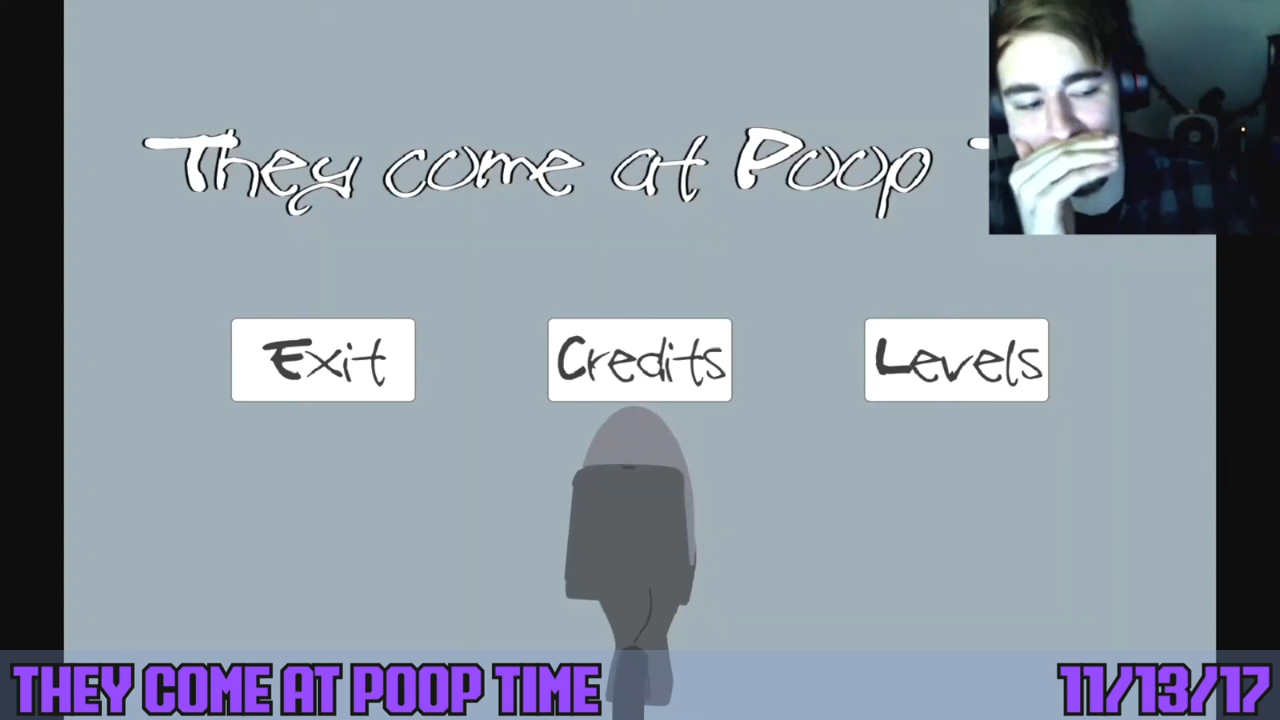 They come at Poop
Exit
Credits
Levels
THEY COME AT POOP TIME
11/13/17